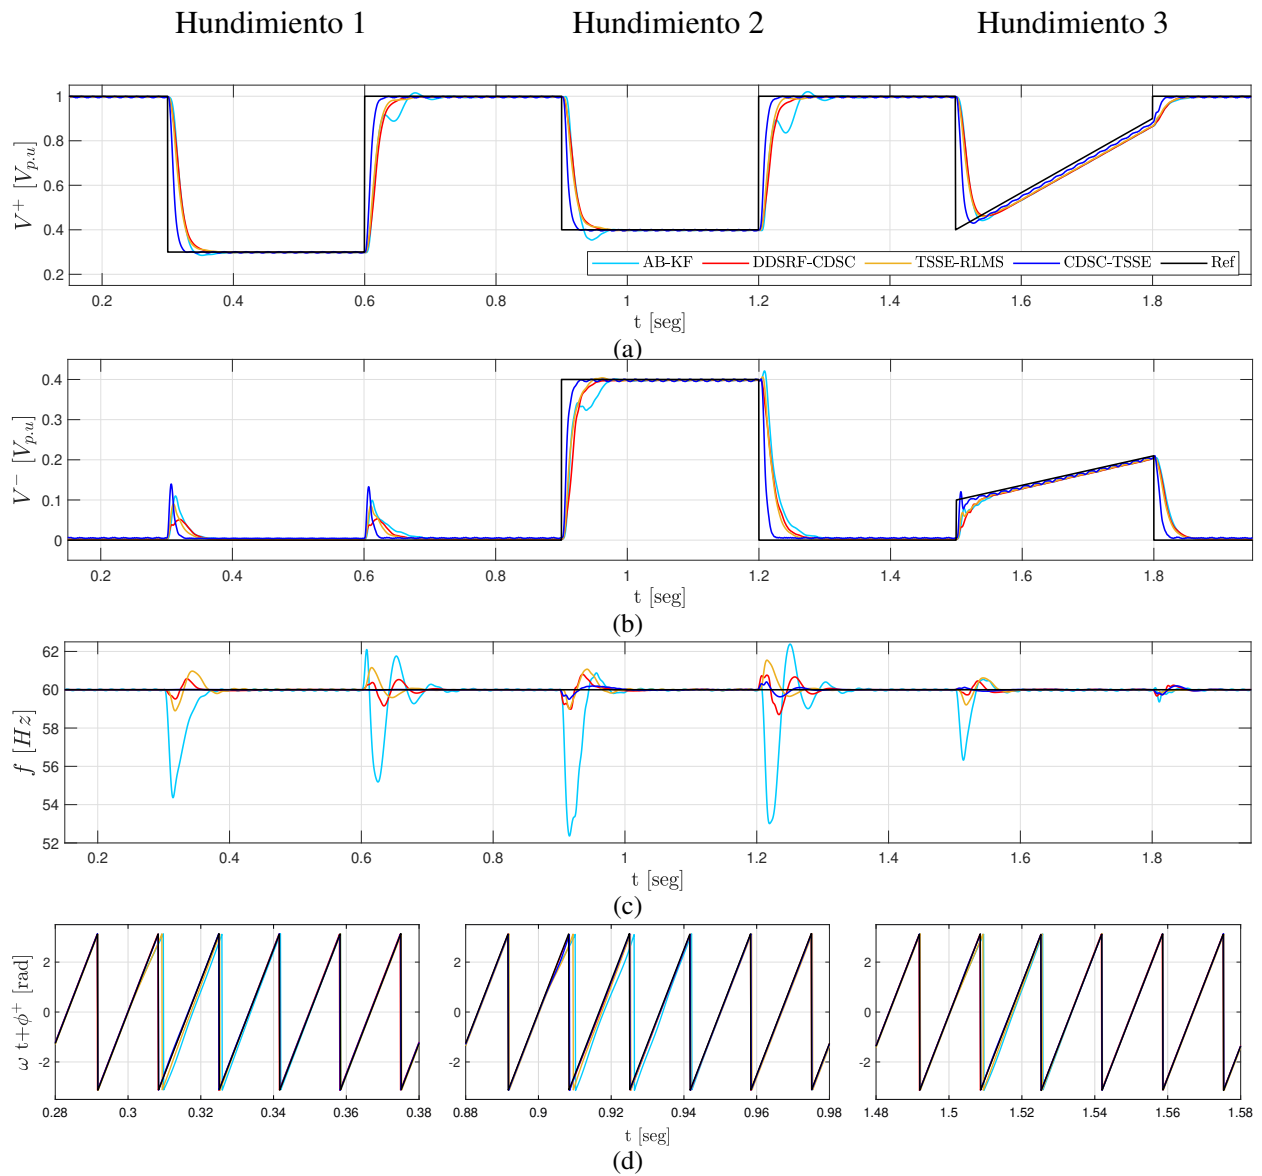 Hundimiento 1 Hundimiento 2 Hundimiento 3
V⁺ [V_{p.u}]
1
0.8
0.6
0.4
0.2
AB-KF DDSRF-CDSC TSSE-RLMS CDSC-TSSE Ref
0.2 0.4 0.6 0.8 1 1.2 1.4 1.6 1.8
t [seg]
(a)
V⁻ [V_{p.u}]
0.4
0.3
0.2
0.1
0
0.2 0.4 0.6 0.8 1 1.2 1.4 1.6 1.8
t [seg]
(b)
f [Hz]
62
60
58
56
54
52
0.2 0.4 0.6 0.8 1 1.2 1.4 1.6 1.8
t [seg]
(c)
ω t+ϕ⁺ [rad]
2 2 2
0 0 0
-2 -2 -2
0.28 0.3 0.32 0.34 0.36 0.38 0.88 0.9 0.92 0.94 0.96 0.98 1.48 1.5 1.52 1.54 1.56 1.58
t [seg]
(d)